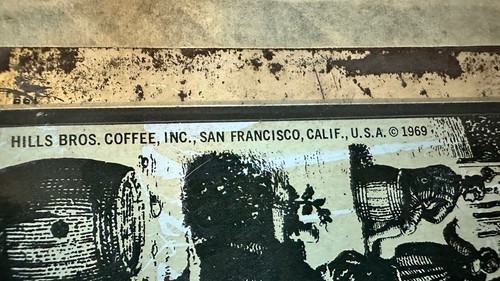 HILLS BROS. COFFEE, INC., SAN FRANCISCO, CALIF., U.S.A. © 1969